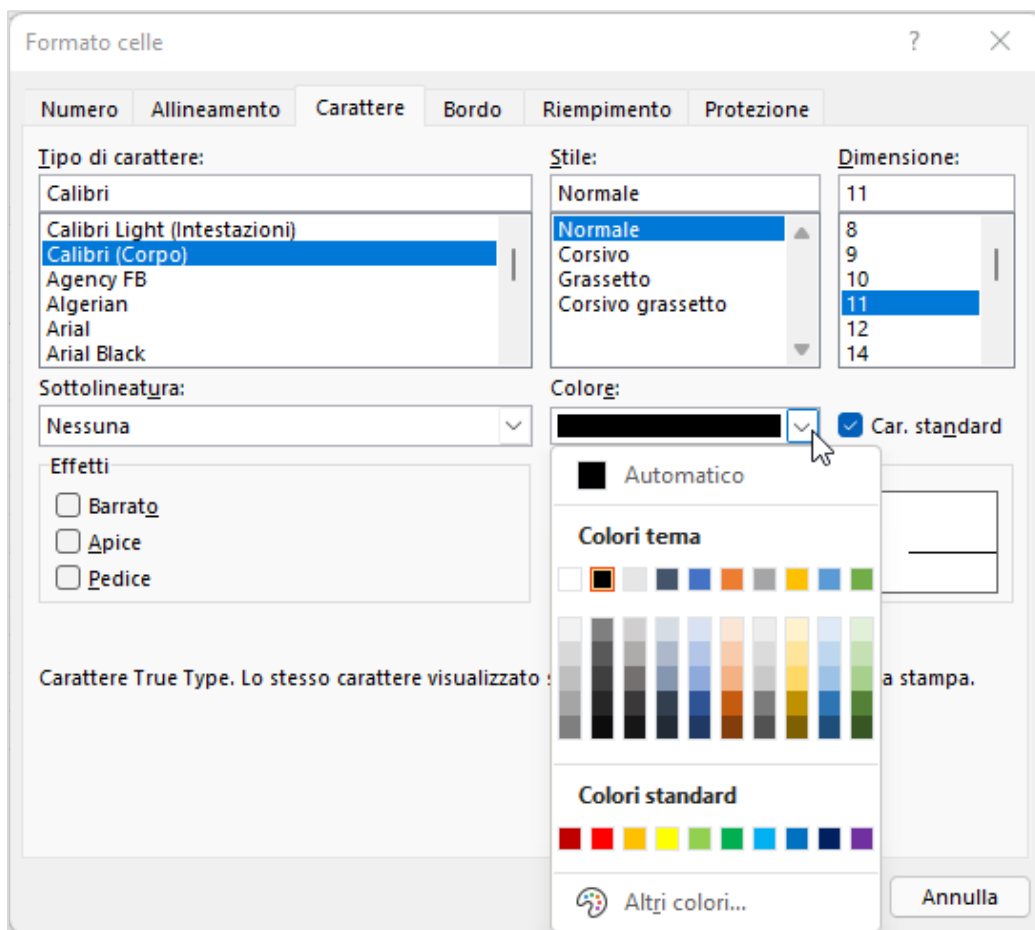 Formato celle ?
Numero Allineamento Carattere Bordo Riempimento Protezione
Tipo di carattere: Stile: Dimensione:
Calibri Normale 11
Calibri Light (Intestazioni) Normale 8
Calibri (Corpo) Corsivo 9
Agency FB Grassetto 10
Algerian Corsivo grassetto 11
Arial 12
Arial Black 14
Sottolineatura: Colore:
Nessuna Car. standard
Effetti Automatico
Barrato
Apice Colori tema
Pedice
Carattere True Type. Lo stesso carattere visualizzato a stampa.
Colori standard
Altri colori... Annulla